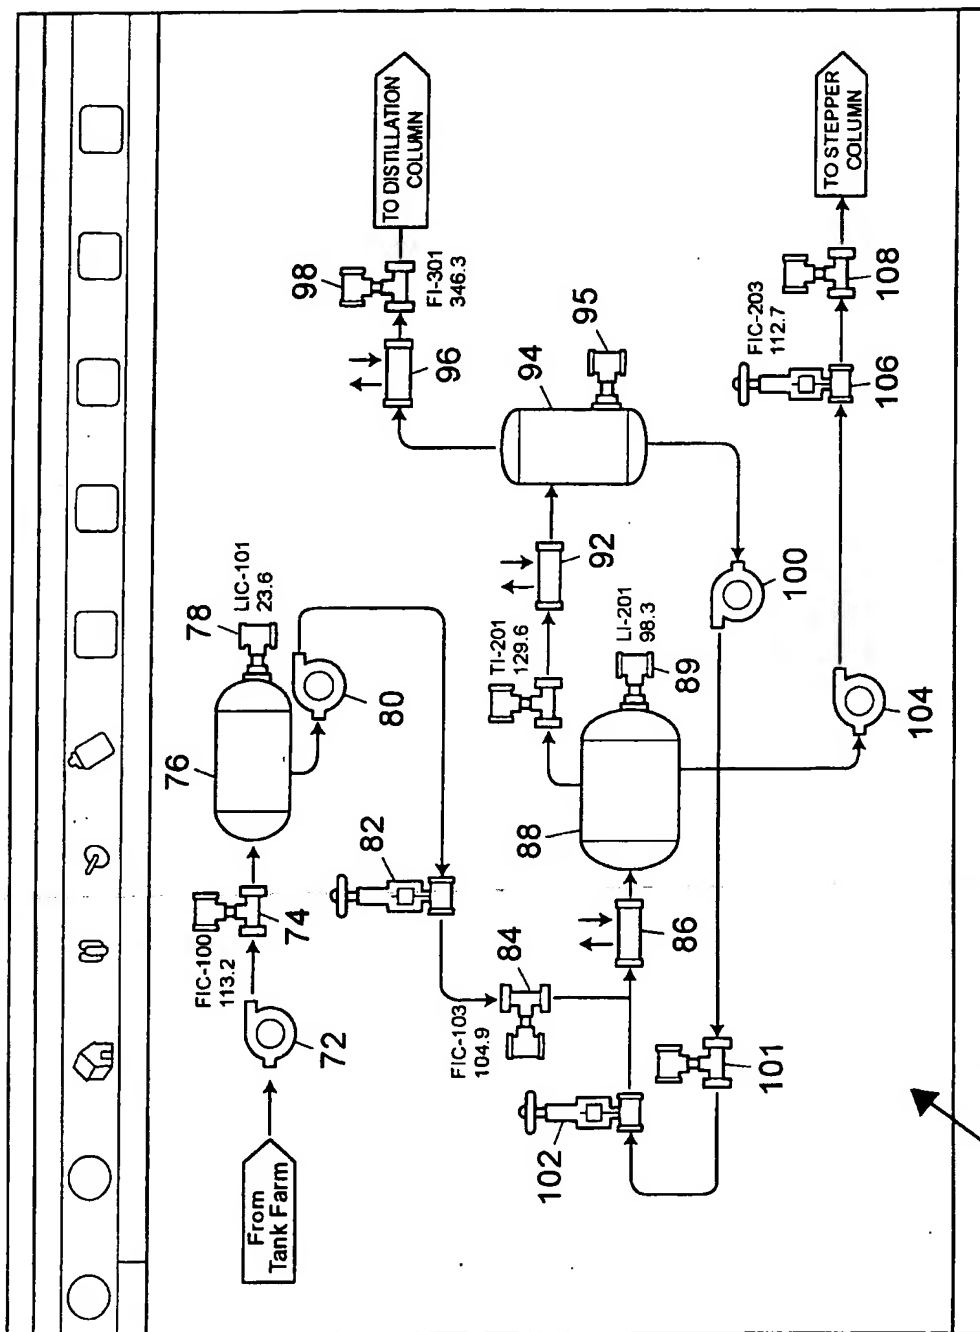 From
Tank Farm
72
FIC-100
113.2
74
76
78
LIC-101
23.6
80
82
FIC-103
104.9
84
86
88
89
LI-201
98.3
TI-201
129.6
92
94
95
96
98
FI-301
346.3
TO DISTILLATION
COLUMN
100
101
102
104
106
FIC-203
112.7
108
TO STEPPER
COLUMN